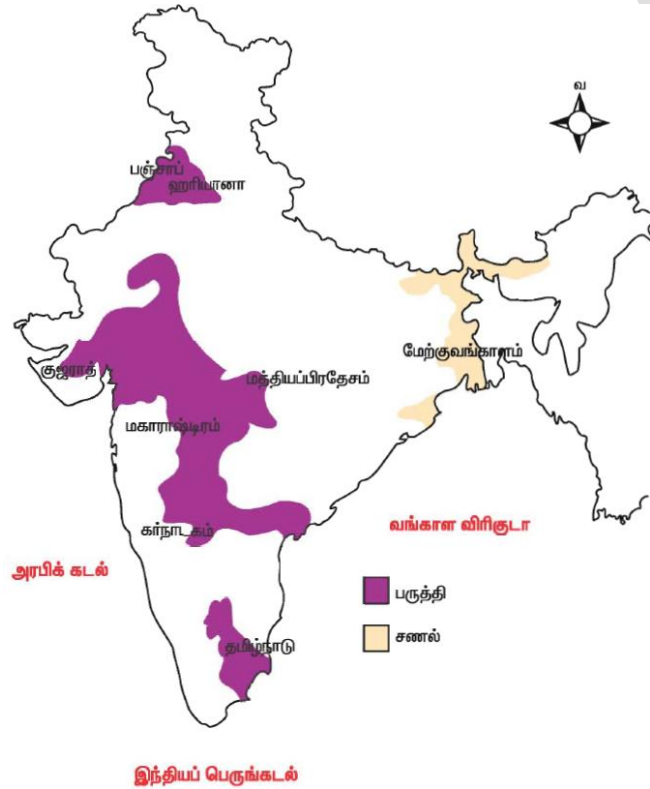 வ
பஞ்சாப்
ஹரியானா
மேற்குவங்காளம்
குஜராத்
மத்தியப்பிரதேசம்
மகாராஷ்டிரம்
வங்காள விரிகுடா
கர்நாடகம்
அரபிக் கடல்
பருத்தி
சணல்
தமிழ்நாடு
இந்தியப் பெருங்கடல்